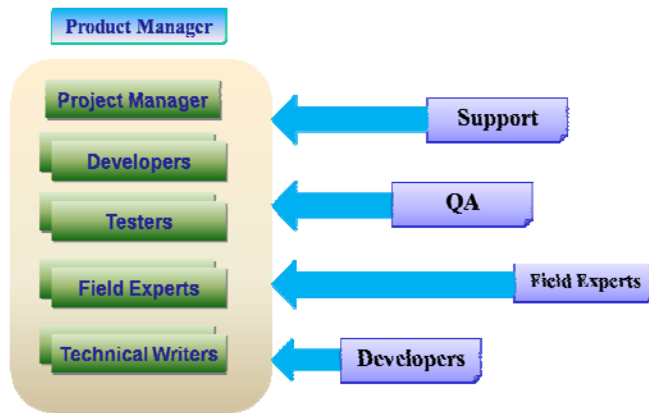 Product Manager
Project Manager
Support
Developers
QA
Testers
Field Experts
Field Experts
Technical Writers
Developers